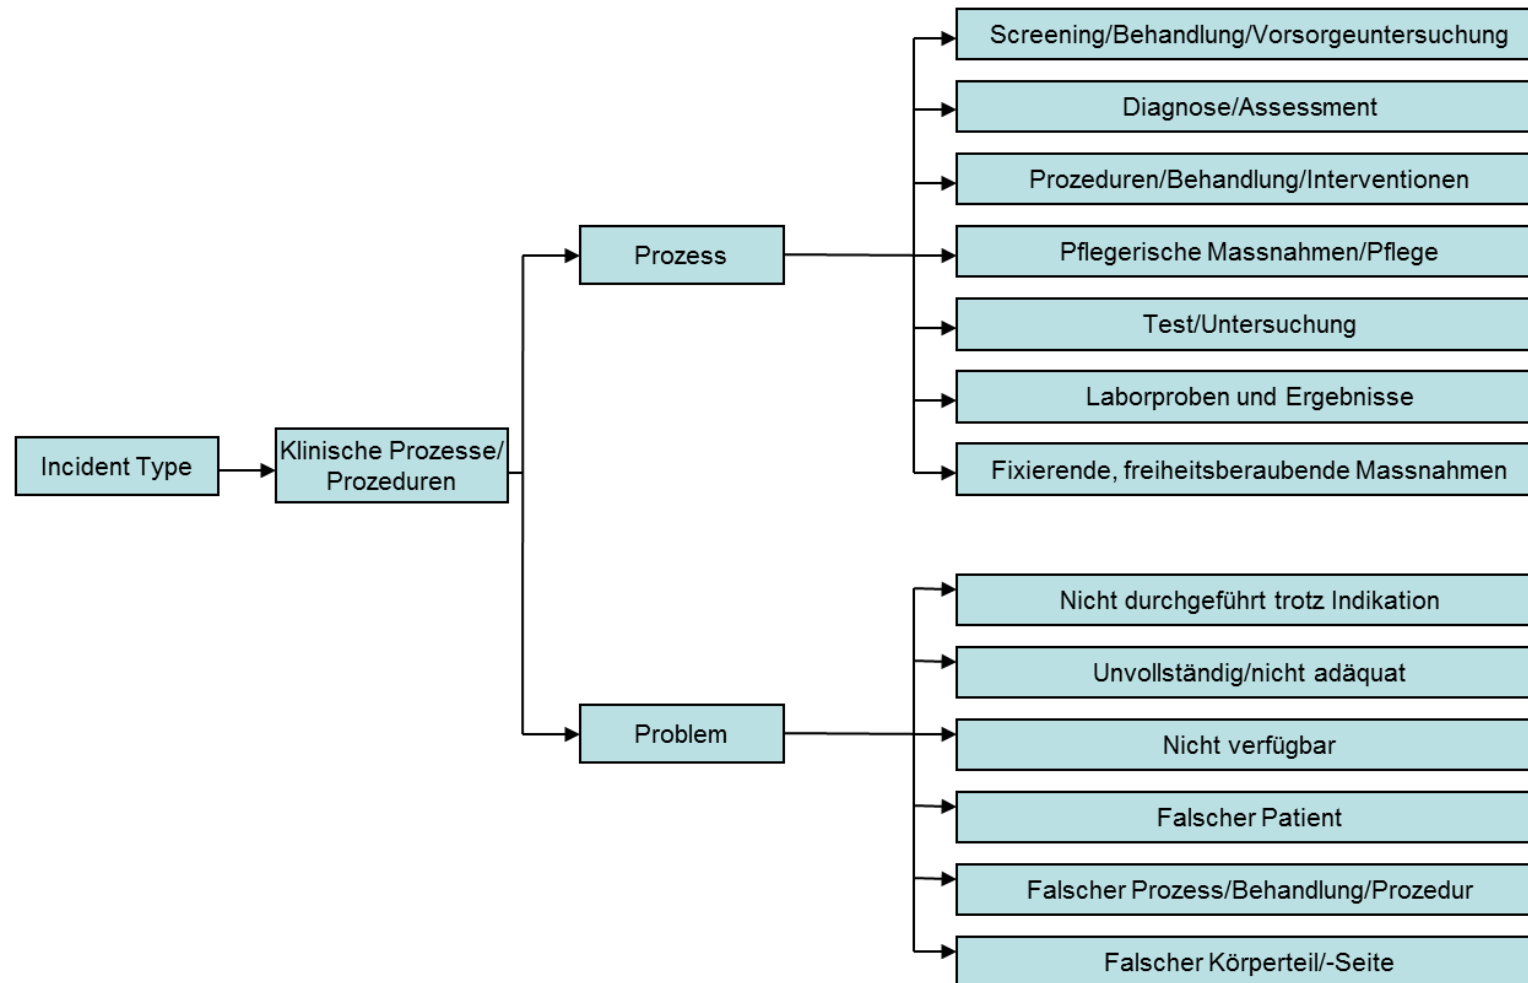 Screening/Behandlung/Vorsorgeuntersuchung
Diagnose/Assessment
Prozeduren/Behandlung/Interventionen
Prozess
Pflegerische Massnahmen/Pflege
Test/Untersuchung
Laborproben und Ergebnisse
Incident Type
Klinische Prozesse/
Prozeduren
Fixierende, freiheitsberaubende Massnahmen
Nicht durchgeführt trotz Indikation
Unvollständig/nicht adäquat
Problem
Nicht verfügbar
Falscher Patient
Falscher Prozess/Behandlung/Prozedur
Falscher Körperteil/-Seite